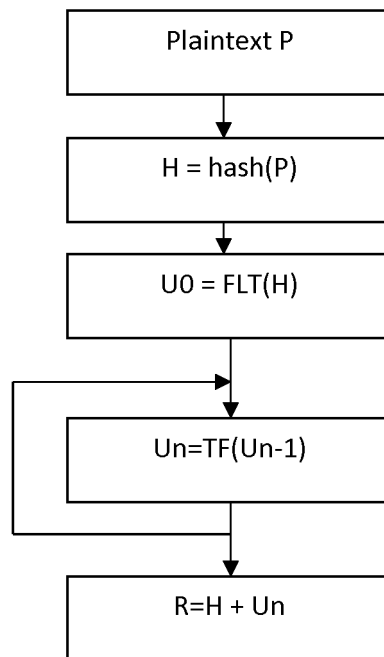 Plaintext P
H = hash(P)
U0 = FLT(H)
Un=TF(Un-1)
R=H + Un